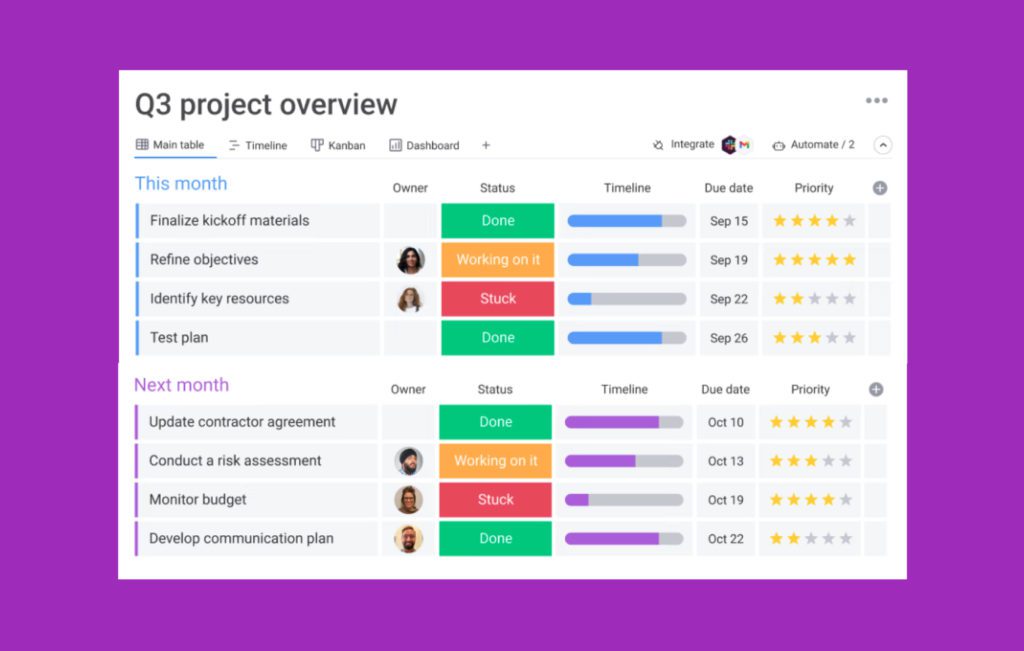 Q3 project overview
Main table Timeline Kanban Dashboard + Integrate Automate / 2
This month Owner Status Timeline Due date Priority
Finalize kickoff materials Done Sep 15
Refine objectives Working on it Sep 19
Identify key resources Stuck Sep 22
Test plan Done Sep 26
Next month Owner Status Timeline Due date Priority
Update contractor agreement Done Oct 10
Conduct a risk assessment Working on it Oct 13
Monitor budget Stuck Oct 19
Develop communication plan Done Oct 22